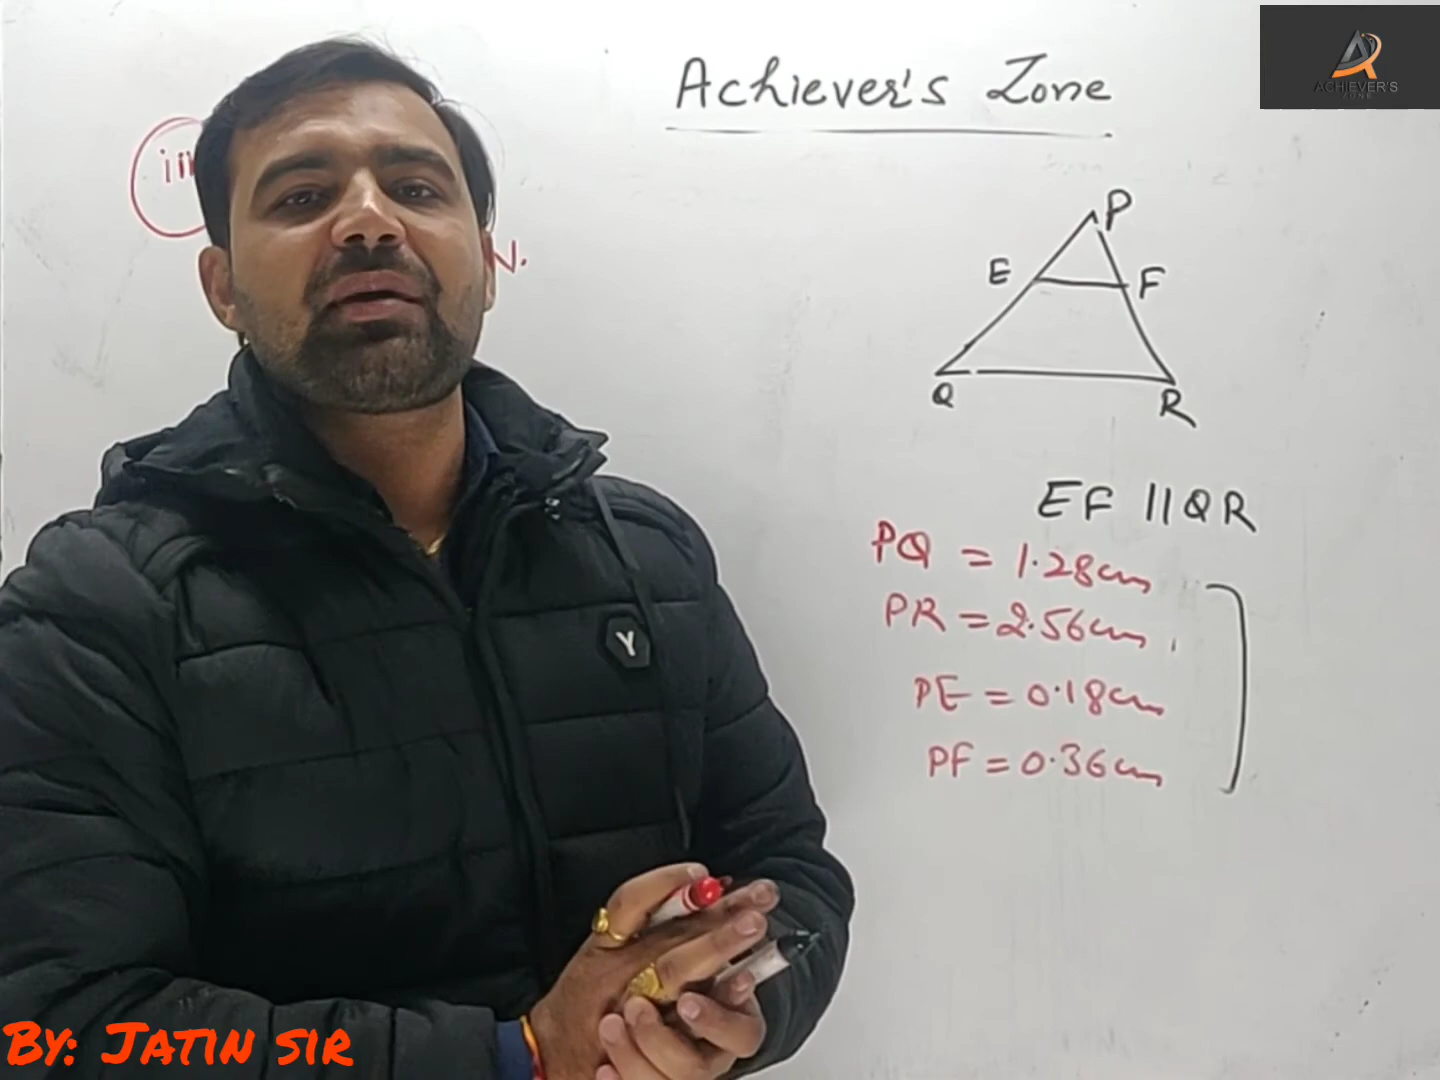 Achiever's Zone
ACHIEVER'S
ZONE
P
E
F
Q
R
EF || QR
PQ = 1.28cm
PR = 2.56cm,
PE = 0.18cm
PF = 0.36cm
Y
By: Jatin sir